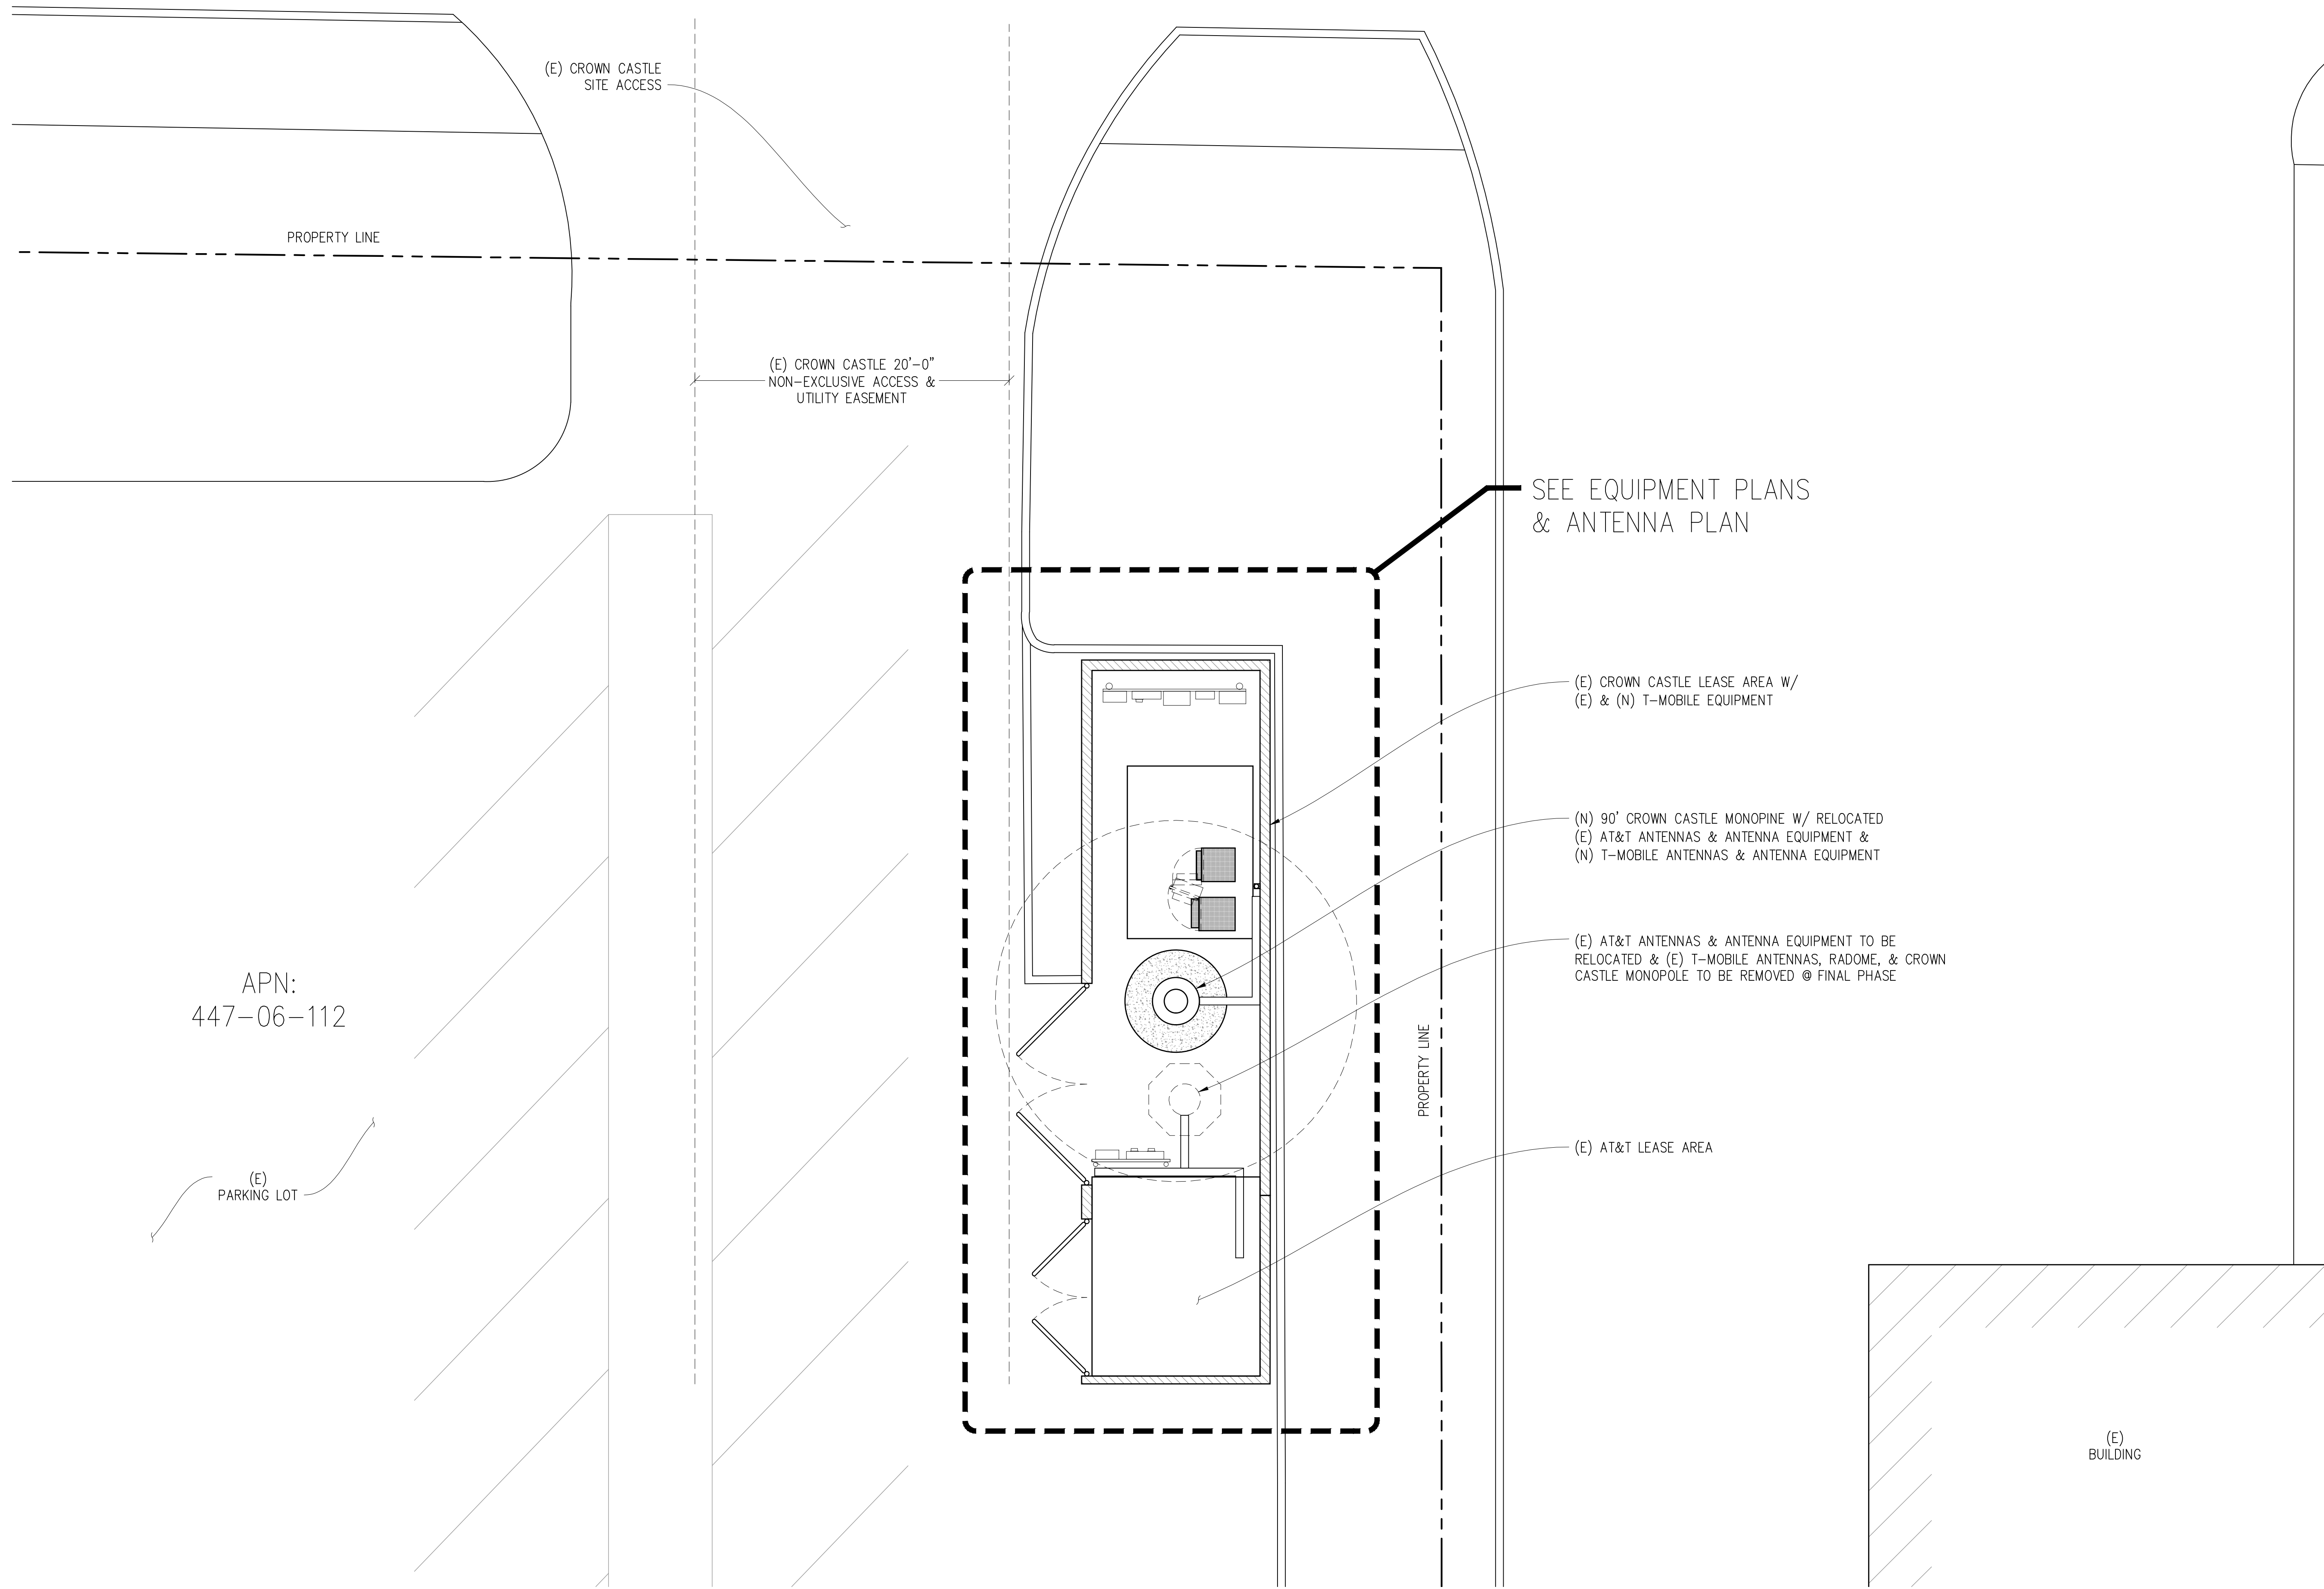 (E) CROWN CASTLE
SITE ACCESS
PROPERTY LINE
(E) CROWN CASTLE 20'-0"
NON-EXCLUSIVE ACCESS &
UTILITY EASEMENT
SEE EQUIPMENT PLANS
& ANTENNA PLAN
(E) CROWN CASTLE LEASE AREA W/
(E) & (N) T-MOBILE EQUIPMENT
(N) 90' CROWN CASTLE MONOPINE W/ RELOCATED
(E) AT&T ANTENNAS & ANTENNA EQUIPMENT &
(N) T-MOBILE ANTENNAS & ANTENNA EQUIPMENT
(E) AT&T ANTENNAS & ANTENNA EQUIPMENT TO BE
RELOCATED & (E) T-MOBILE ANTENNAS, RADOME, & CROWN
CASTLE MONOPOLE TO BE REMOVED @ FINAL PHASE
APN:
447-06-112
PROPERTY LINE
(E) AT&T LEASE AREA
(E)
PARKING LOT
(E)
BUILDING